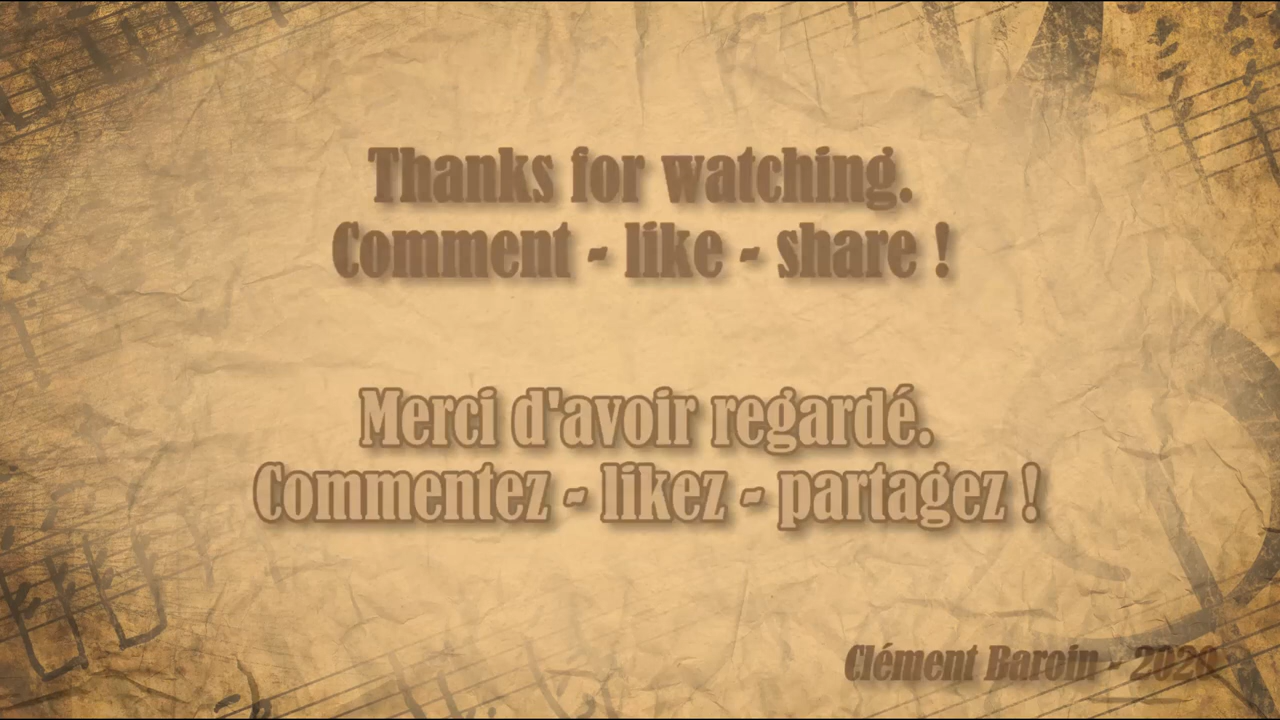 Thanks for watching.
Comment - like - share !
Merci d'avoir regardé.
Commentez - likez - partagez !
Clément Baroin - 2020